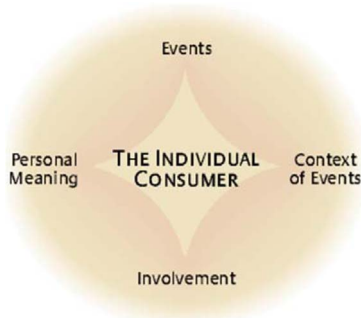 Events
Personal
Meaning
THE INDIVIDUAL
CONSUMER
Context
of Events
Involvement